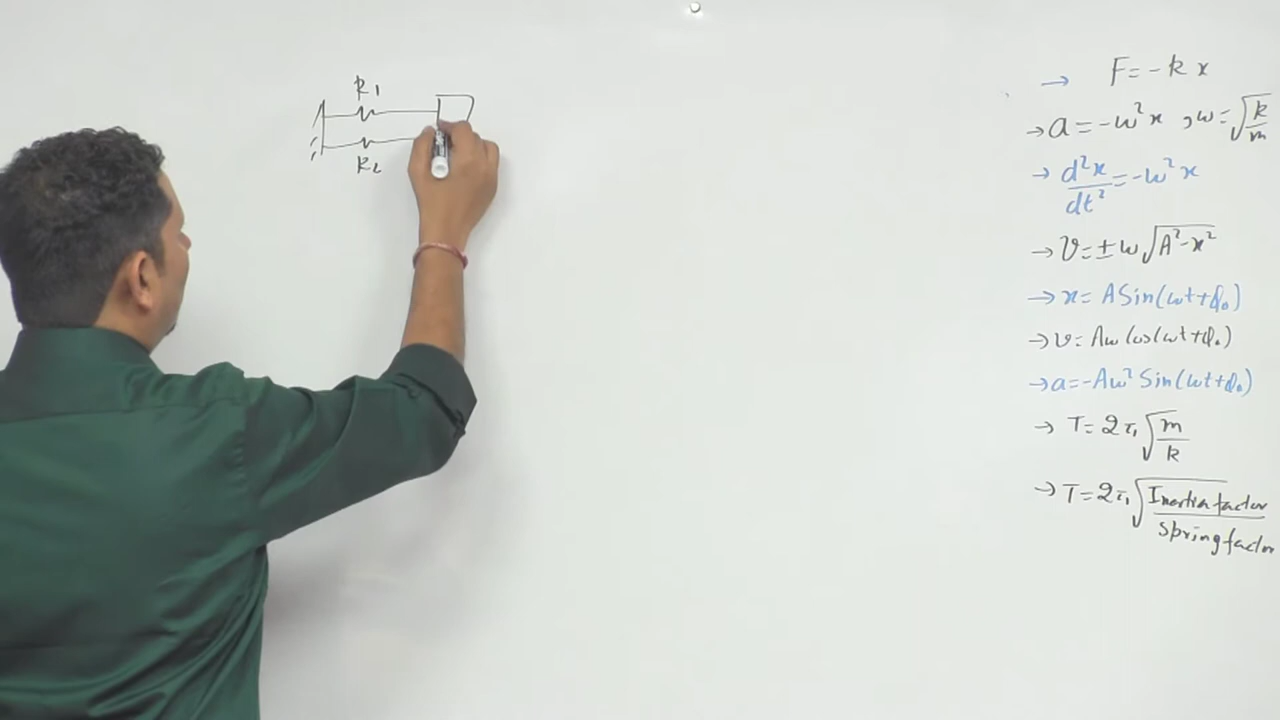 k1
k2
→ F = -kx
→ a = -ω²x , ω = √(k/m)
→ d²x/dt² = -ω²x
→ v = ± ω√(A²-x²)
→ x = A Sin(ωt+ϕ₀)
→ v = Aω Cos(ωt+ϕ₀)
→ a = -Aω² Sin(ωt+ϕ₀)
→ T = 2π√(m/k)
→ T = 2π√(Inertia factor/Spring factor)